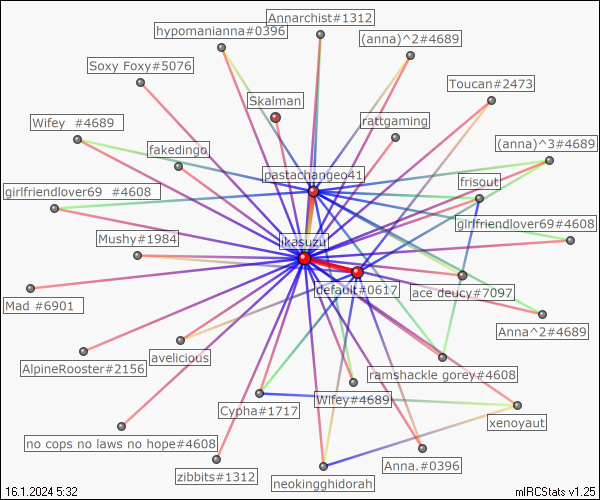 Annarchist#1312
hypomanianna#0396
(anna)^2#4689
Soxy Foxy#5076
Toucan#2473
Skalman
Wifey  #4689
rattgaming
(anna)^3#4689
fakedingo
pastachangeo41
frisout
girlfriendlover69  #4608
girlfriendlover69#4608
Mushy#1984
ikasuzu
default#0617
ace deucy#7097
Mad #6901
Anna^2#4689
avelicious
AlpineRooster#2156
ramshackle gorey#4608
Wifey#4689
Cypha#1717
xenoyaut
no cops no laws no hope#4608
Anna.#0396
zibbits#1312
neokingghidorah
16.1.2024 5:32
mIRCStats v1.25